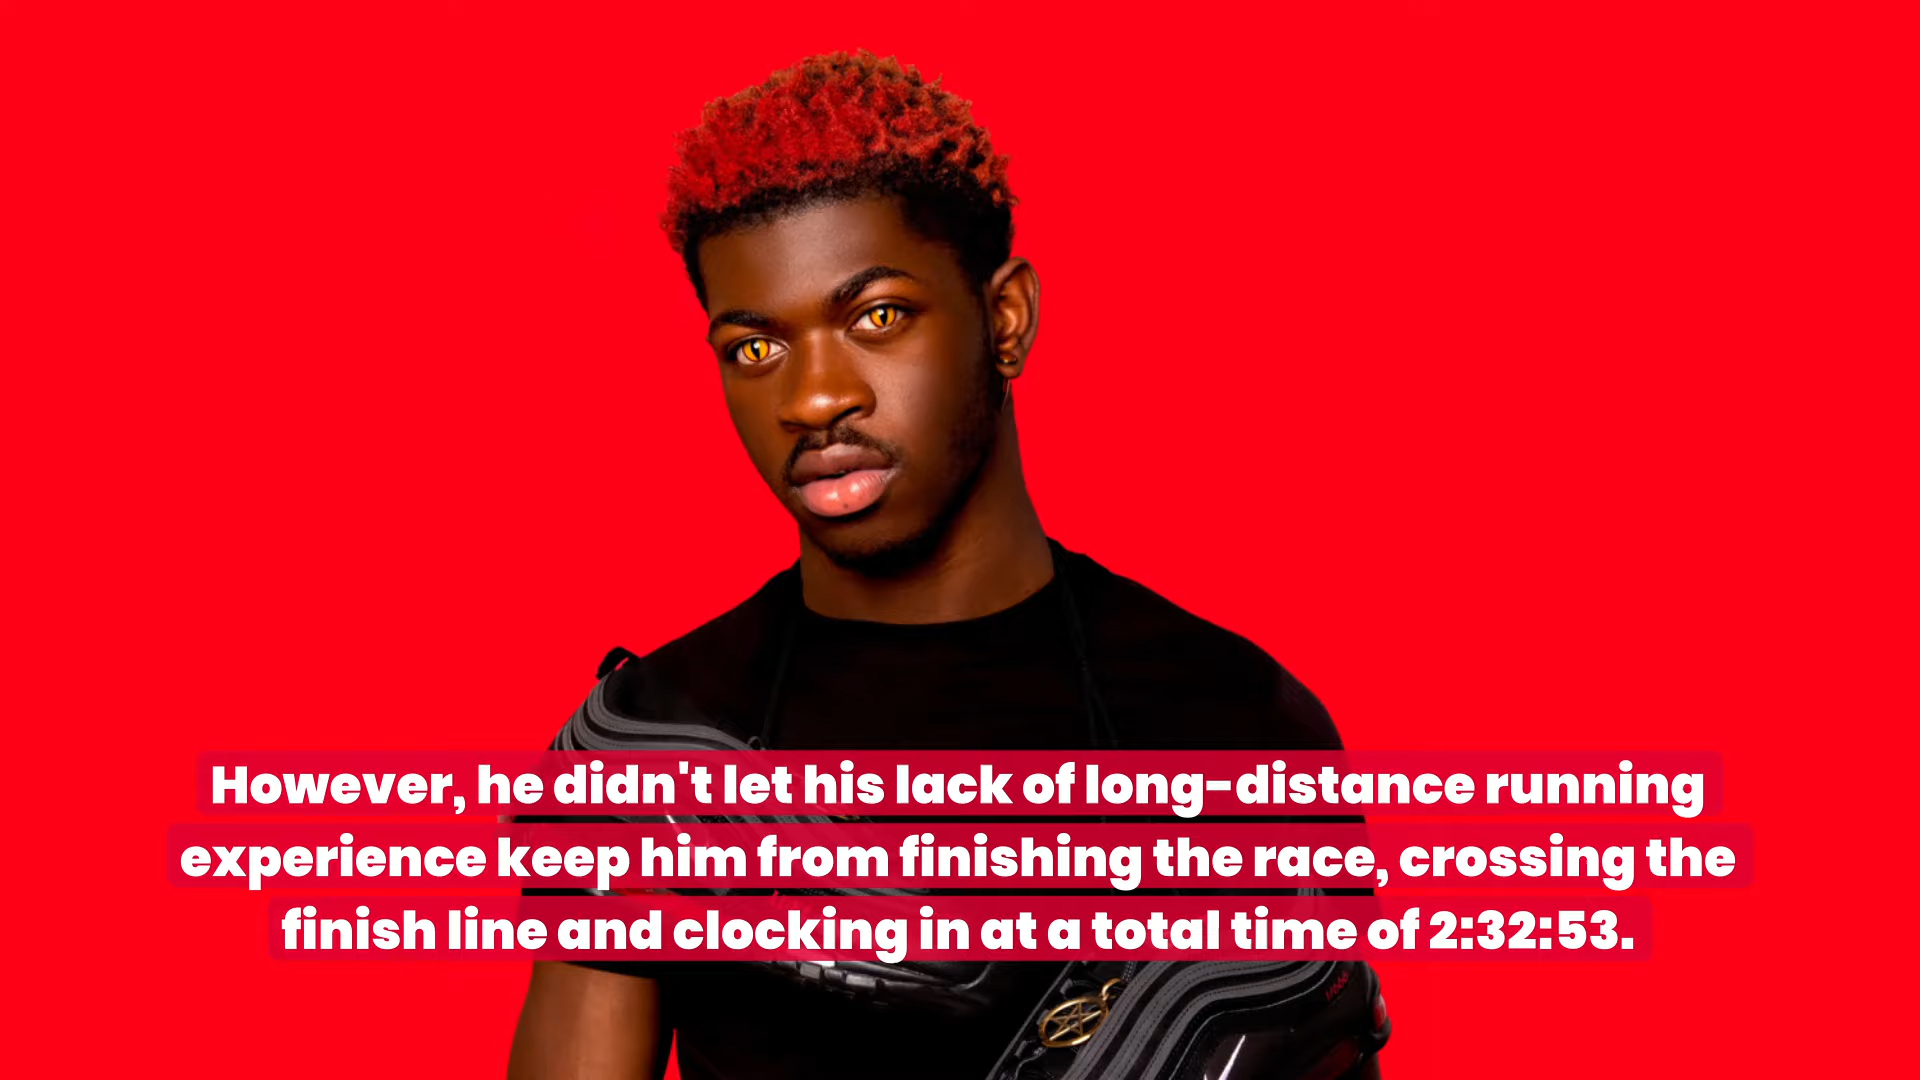 However, he didn't let his lack of long-distance running
experience keep him from finishing the race, crossing the
finish line and clocking in at a total time of 2:32:53.